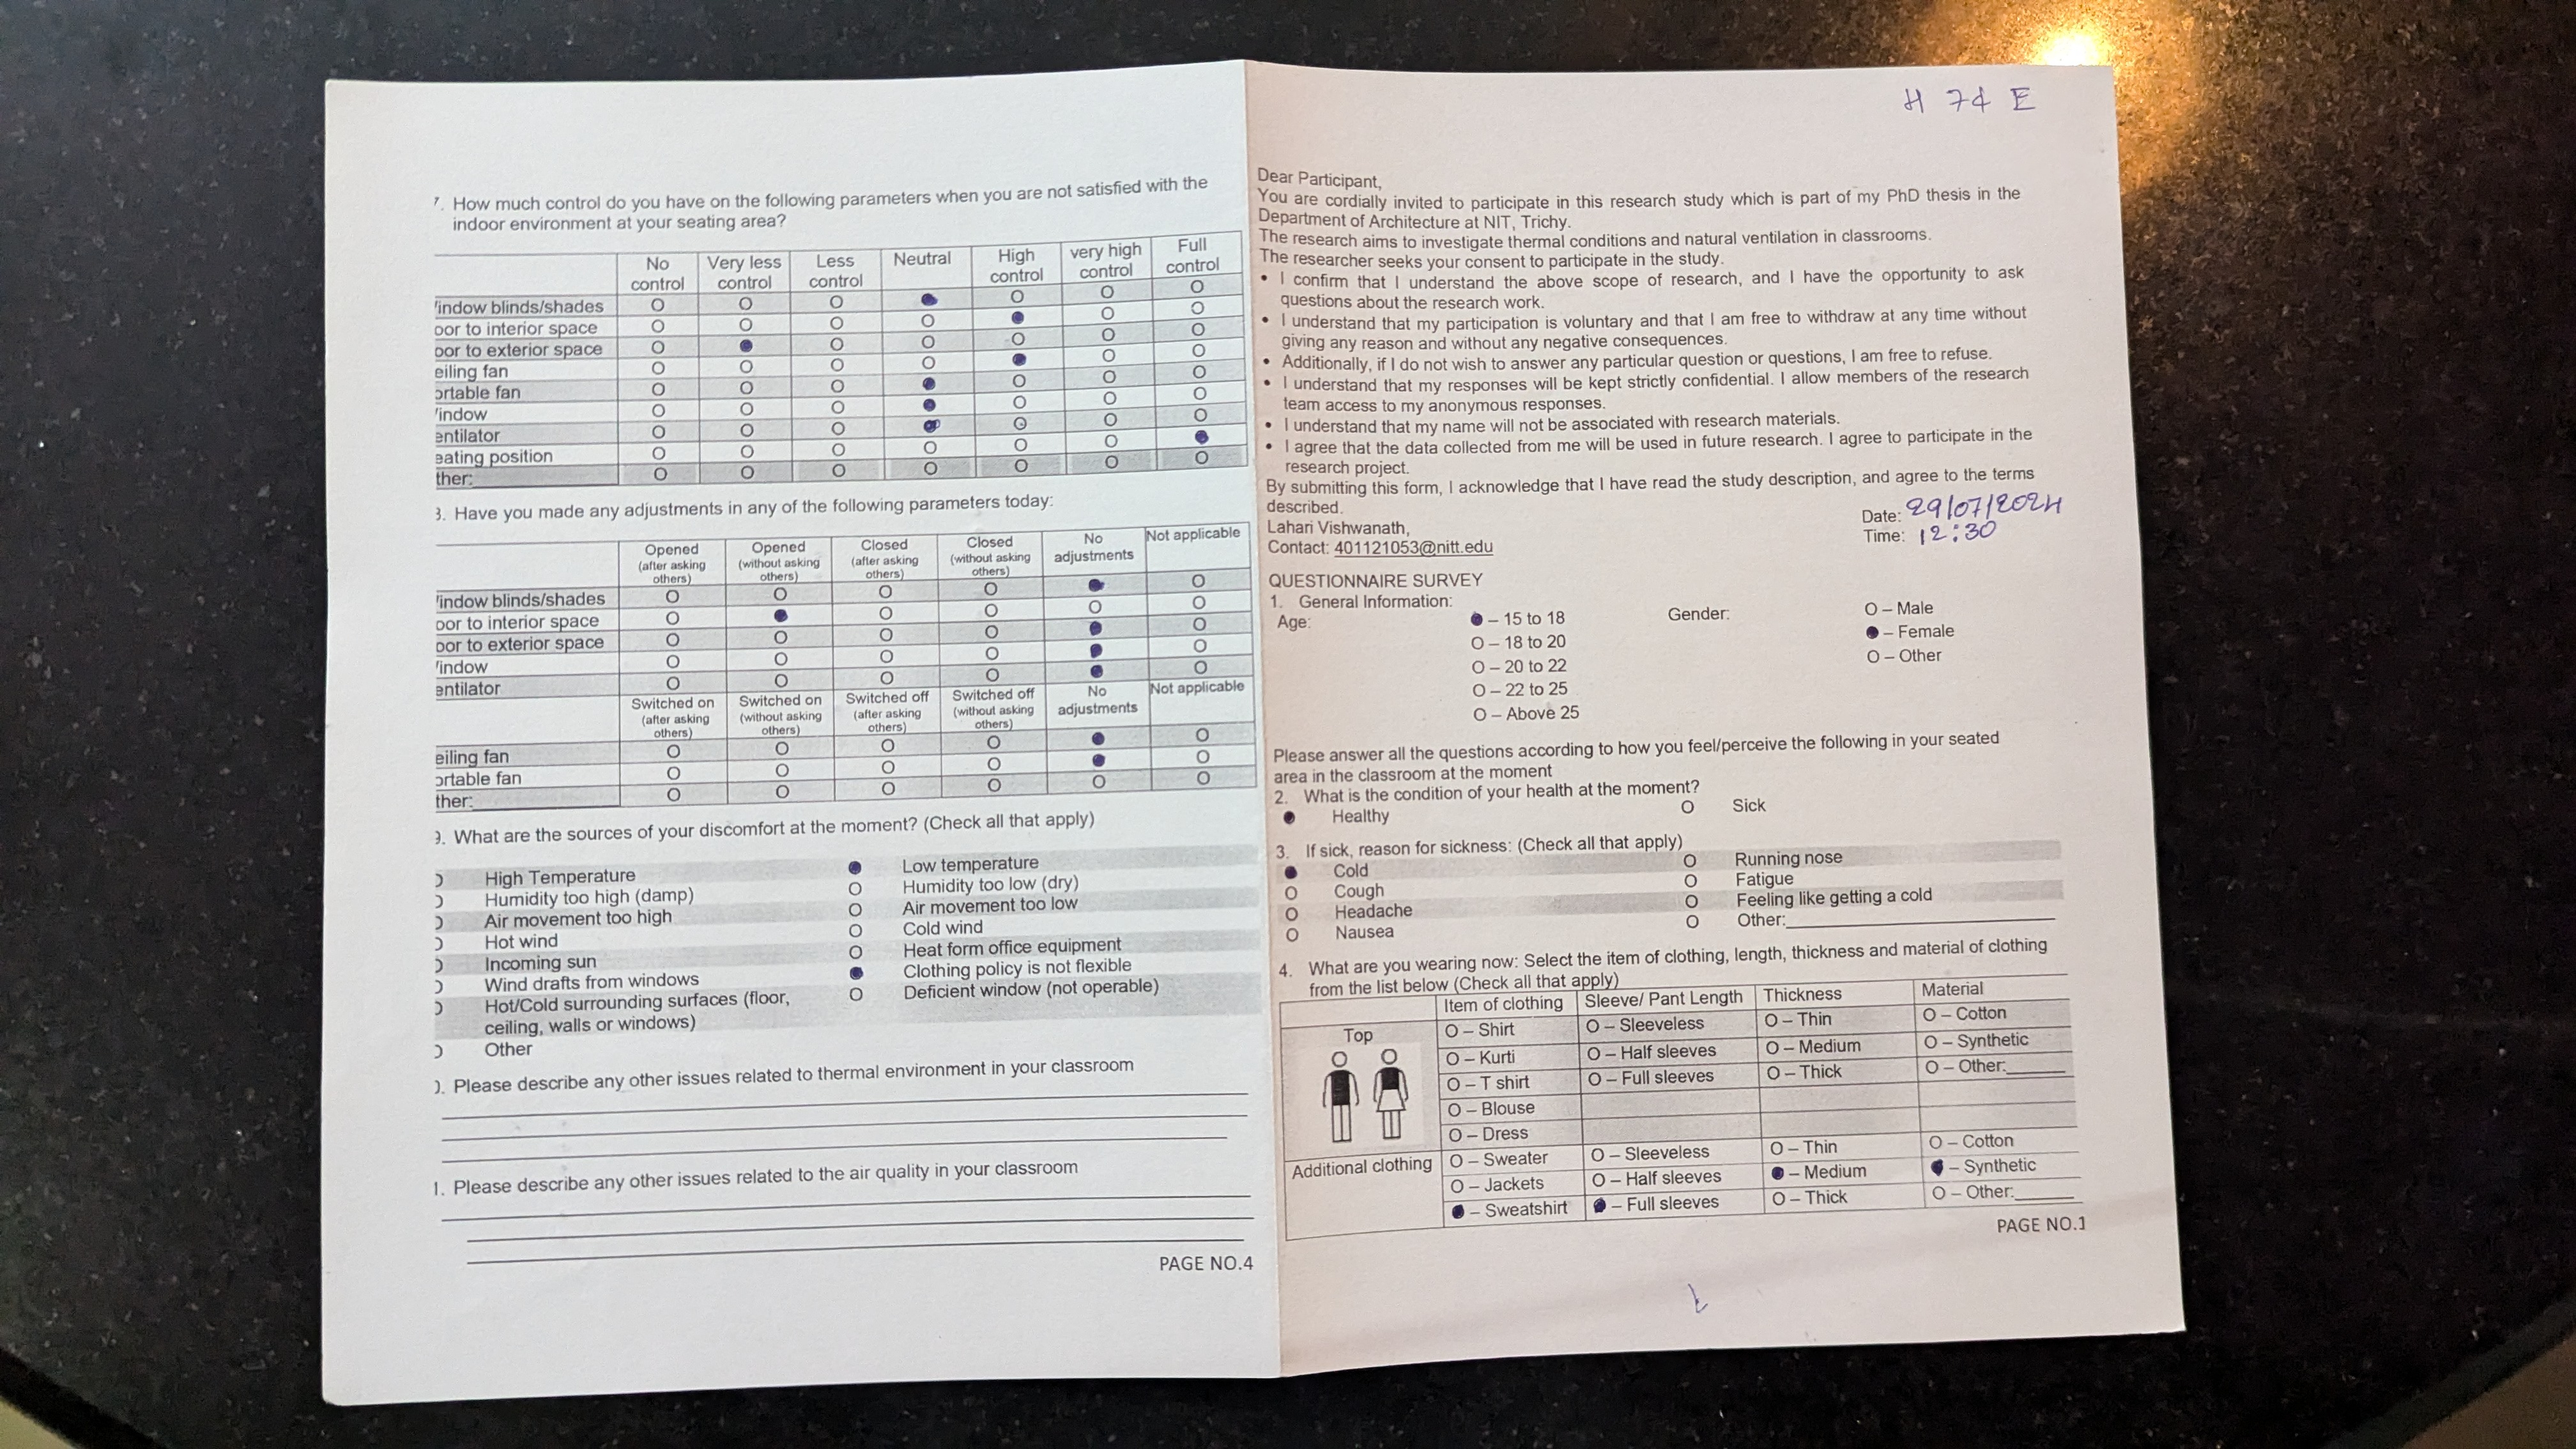 7. How much control do you have on the following parameters when you are not satisfied with the
indoor environment at your seating area?
No control Very less control Less control Neutral High control very high control Full control
indow blinds/shades O O O ● O O O
oor to interior space O O O O ● O O
oor to exterior space O ● O O O O O
eiling fan O O O O ● O O
ortable fan O O O ● O O O
indow O O O ● O O O
entilator O O O ● O O O
eating position O O O O O O ●
ther: O O O O O O O
3. Have you made any adjustments in any of the following parameters today:
Opened (after asking others) Opened (without asking others) Closed (after asking others) Closed (without asking others) No adjustments Not applicable
indow blinds/shades O O O O ● O
oor to interior space O ● O O O O
oor to exterior space O O O O ● O
indow O O O O ● O
entilator O O O O ● O
Switched on (after asking others) Switched on (without asking others) Switched off (after asking others) Switched off (without asking others) No adjustments Not applicable
eiling fan O O O O ● O
ortable fan O O O O ● O
ther: O O O O O O
9. What are the sources of your discomfort at the moment? (Check all that apply)
High Temperature ● Low temperature
Humidity too high (damp) O Humidity too low (dry)
Air movement too high O Air movement too low
Hot wind O Cold wind
Incoming sun O Heat form office equipment
Wind drafts from windows ● Clothing policy is not flexible
Hot/Cold surrounding surfaces (floor, O Deficient window (not operable)
ceiling, walls or windows)
Other
). Please describe any other issues related to thermal environment in your classroom
1. Please describe any other issues related to the air quality in your classroom
PAGE NO.4
H 74 E
Dear Participant,
You are cordially invited to participate in this research study which is part of my PhD thesis in the
Department of Architecture at NIT, Trichy.
The research aims to investigate thermal conditions and natural ventilation in classrooms.
The researcher seeks your consent to participate in the study.
• I confirm that I understand the above scope of research, and I have the opportunity to ask
questions about the research work.
• I understand that my participation is voluntary and that I am free to withdraw at any time without
giving any reason and without any negative consequences.
• Additionally, if I do not wish to answer any particular question or questions, I am free to refuse.
• I understand that my responses will be kept strictly confidential. I allow members of the research
team access to my anonymous responses.
• I understand that my name will not be associated with research materials.
• I agree that the data collected from me will be used in future research. I agree to participate in the
research project.
By submitting this form, I acknowledge that I have read the study description, and agree to the terms
described.
Date: 29/07/2024
Lahari Vishwanath,
Time: 12:30
Contact: 401121053@nitt.edu
QUESTIONNAIRE SURVEY
1. General Information:
Age: ● – 15 to 18 Gender: O – Male
O – 18 to 20 ● – Female
O – 20 to 22 O – Other
O – 22 to 25
O – Above 25
Please answer all the questions according to how you feel/perceive the following in your seated
area in the classroom at the moment
2. What is the condition of your health at the moment?
● Healthy O Sick
3. If sick, reason for sickness: (Check all that apply)
● Cold O Running nose
O Cough O Fatigue
O Headache O Feeling like getting a cold
O Nausea O Other:
4. What are you wearing now: Select the item of clothing, length, thickness and material of clothing
from the list below (Check all that apply)
Item of clothing Sleeve/ Pant Length Thickness Material
Top O – Shirt O – Sleeveless O – Thin O – Cotton
O – Kurti O – Half sleeves O – Medium O – Synthetic
O – T shirt O – Full sleeves O – Thick O – Other:
O – Blouse
O – Dress
Additional clothing O – Sweater O – Sleeveless O – Thin O – Cotton
O – Jackets O – Half sleeves ● – Medium ● – Synthetic
● – Sweatshirt ● – Full sleeves O – Thick O – Other:
PAGE NO.1